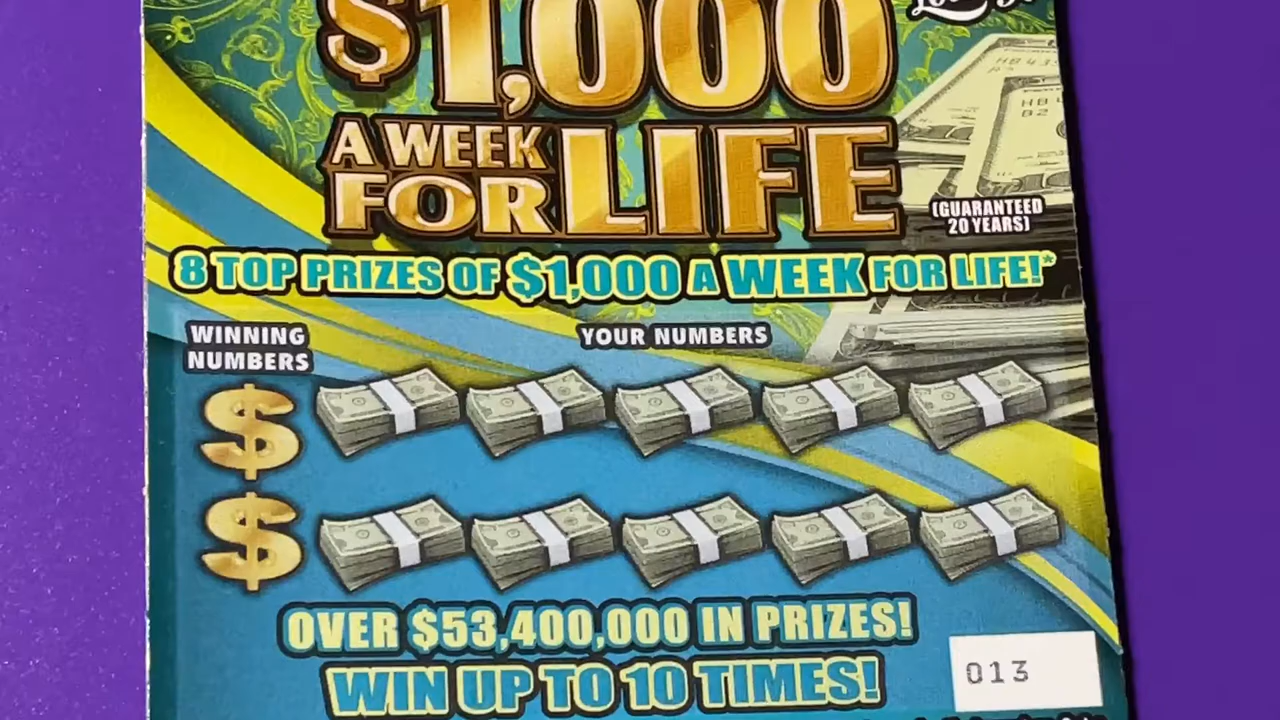 $1,000
A WEEK
FOR LIFE
(GUARANTEED
20 YEARS)
8 TOP PRIZES OF $1,000 A WEEK FOR LIFE!*
WINNING
NUMBERS
YOUR NUMBERS
OVER $53,400,000 IN PRIZES!
WIN UP TO 10 TIMES!
013